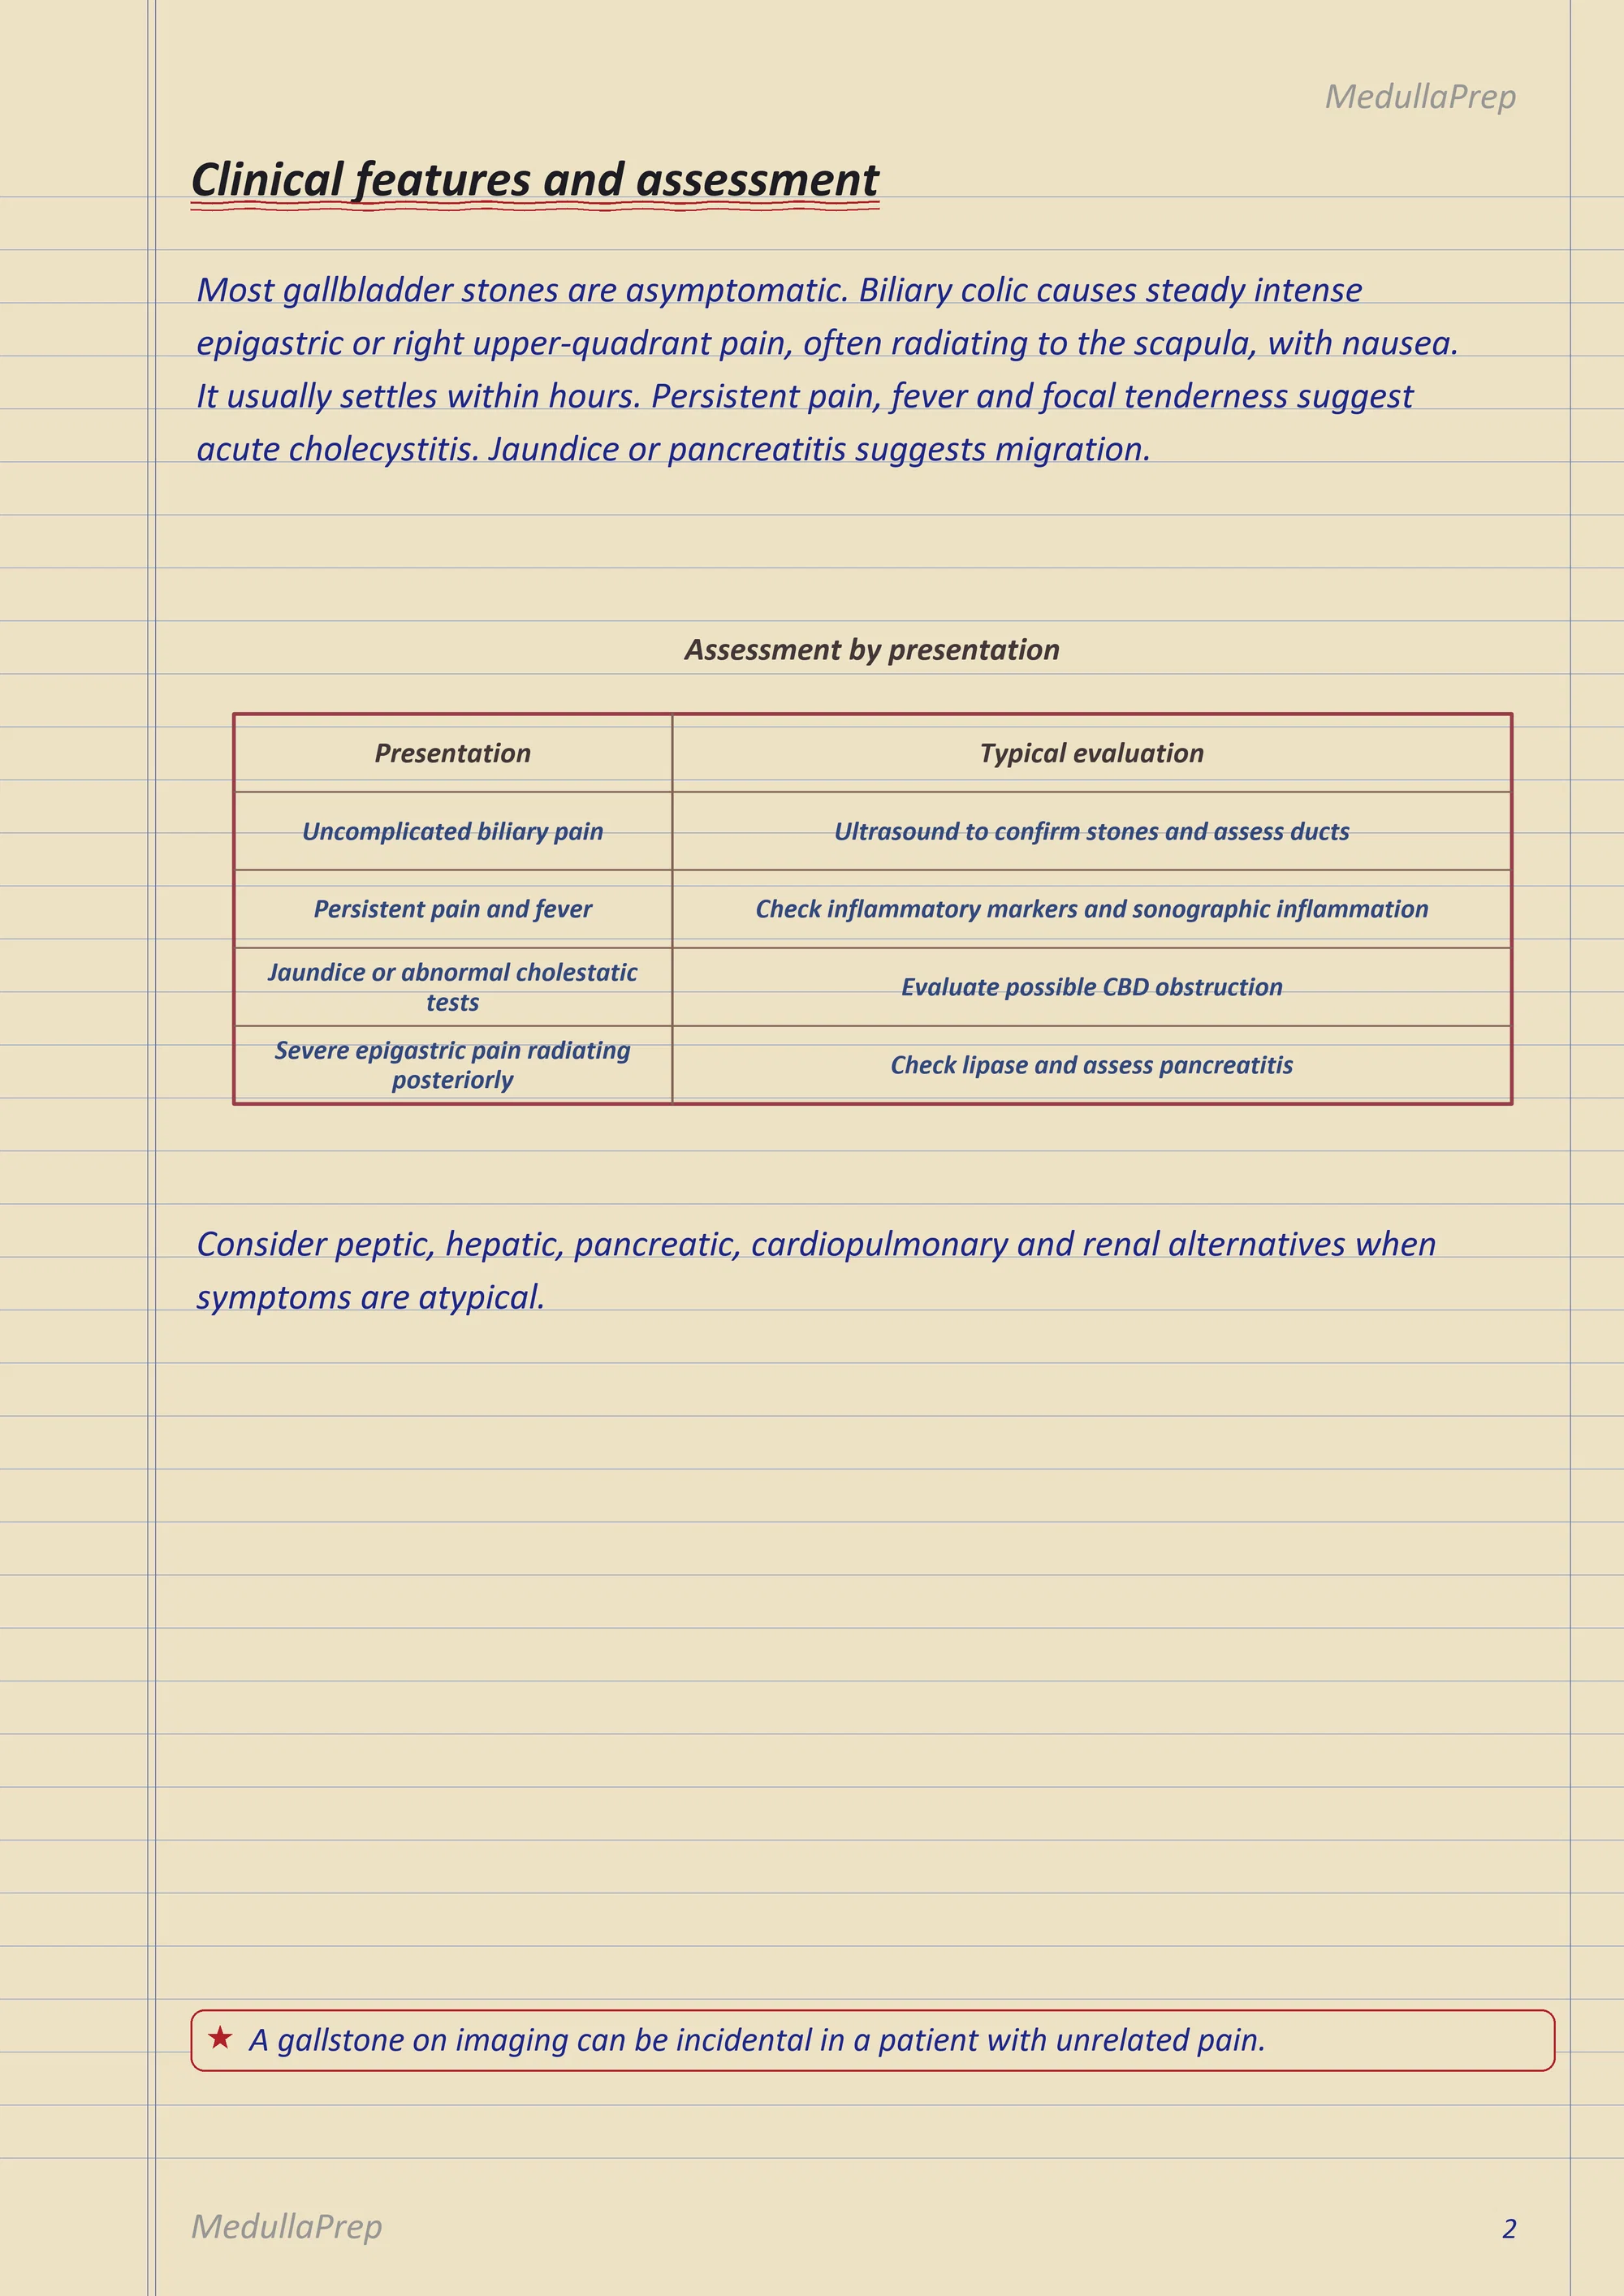 MedullaPrep
Clinical features and assessment
Most gallbladder stones are asymptomatic. Biliary colic causes steady intense
epigastric or right upper-quadrant pain, often radiating to the scapula, with nausea.
It usually settles within hours. Persistent pain, fever and focal tenderness suggest
acute cholecystitis. Jaundice or pancreatitis suggests migration.
Assessment by presentation
Presentation Typical evaluation
Uncomplicated biliary pain Ultrasound to confirm stones and assess ducts
Persistent pain and fever Check inflammatory markers and sonographic inflammation
Jaundice or abnormal cholestatic
tests
Evaluate possible CBD obstruction
Severe epigastric pain radiating
posteriorly
Check lipase and assess pancreatitis
Consider peptic, hepatic, pancreatic, cardiopulmonary and renal alternatives when
symptoms are atypical.
★ A gallstone on imaging can be incidental in a patient with unrelated pain.
MedullaPrep 2